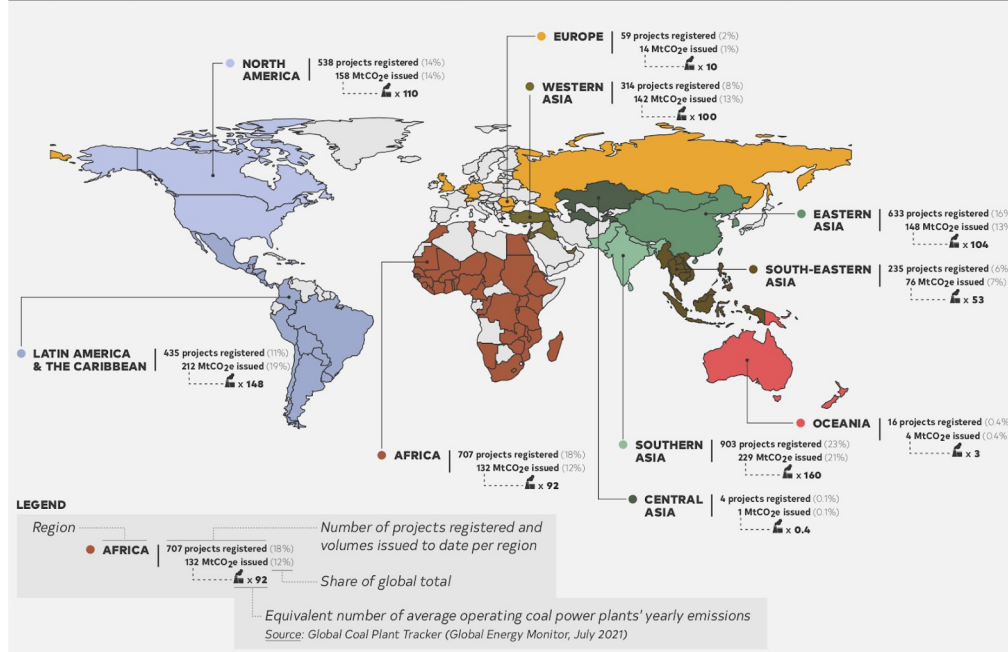 EUROPE
59 projects registered (2%)
14 MtCO2e issued (1%)
x 10
NORTH AMERICA
538 projects registered (14%)
158 MtCO2e issued (14%)
x 110
WESTERN ASIA
314 projects registered (8%)
142 MtCO2e issued (13%)
x 100
EASTERN ASIA
633 projects registered (16%
148 MtCO2e issued (13%
x 104
SOUTH-EASTERN ASIA
235 projects registered (6%
76 MtCO2e issued (7%)
x 53
LATIN AMERICA & THE CARIBBEAN
435 projects registered (11%)
212 MtCO2e issued (19%)
x 148
OCEANIA
16 projects registered (0.4%
4 MtCO2e issued (0.4%
x 3
AFRICA
707 projects registered (18%)
132 MtCO2e issued (12%)
x 92
SOUTHERN ASIA
903 projects registered (23%)
229 MtCO2e issued (21%)
x 160
CENTRAL ASIA
4 projects registered (0.1%)
1 MtCO2e issued (0.1%)
x 0.4
LEGEND
Region
Number of projects registered and
volumes issued to date per region
AFRICA
707 projects registered (18%)
132 MtCO2e issued (12%)
x 92
Share of global total
Equivalent number of average operating coal power plants' yearly emissions
Source: Global Coal Plant Tracker (Global Energy Monitor, July 2021)